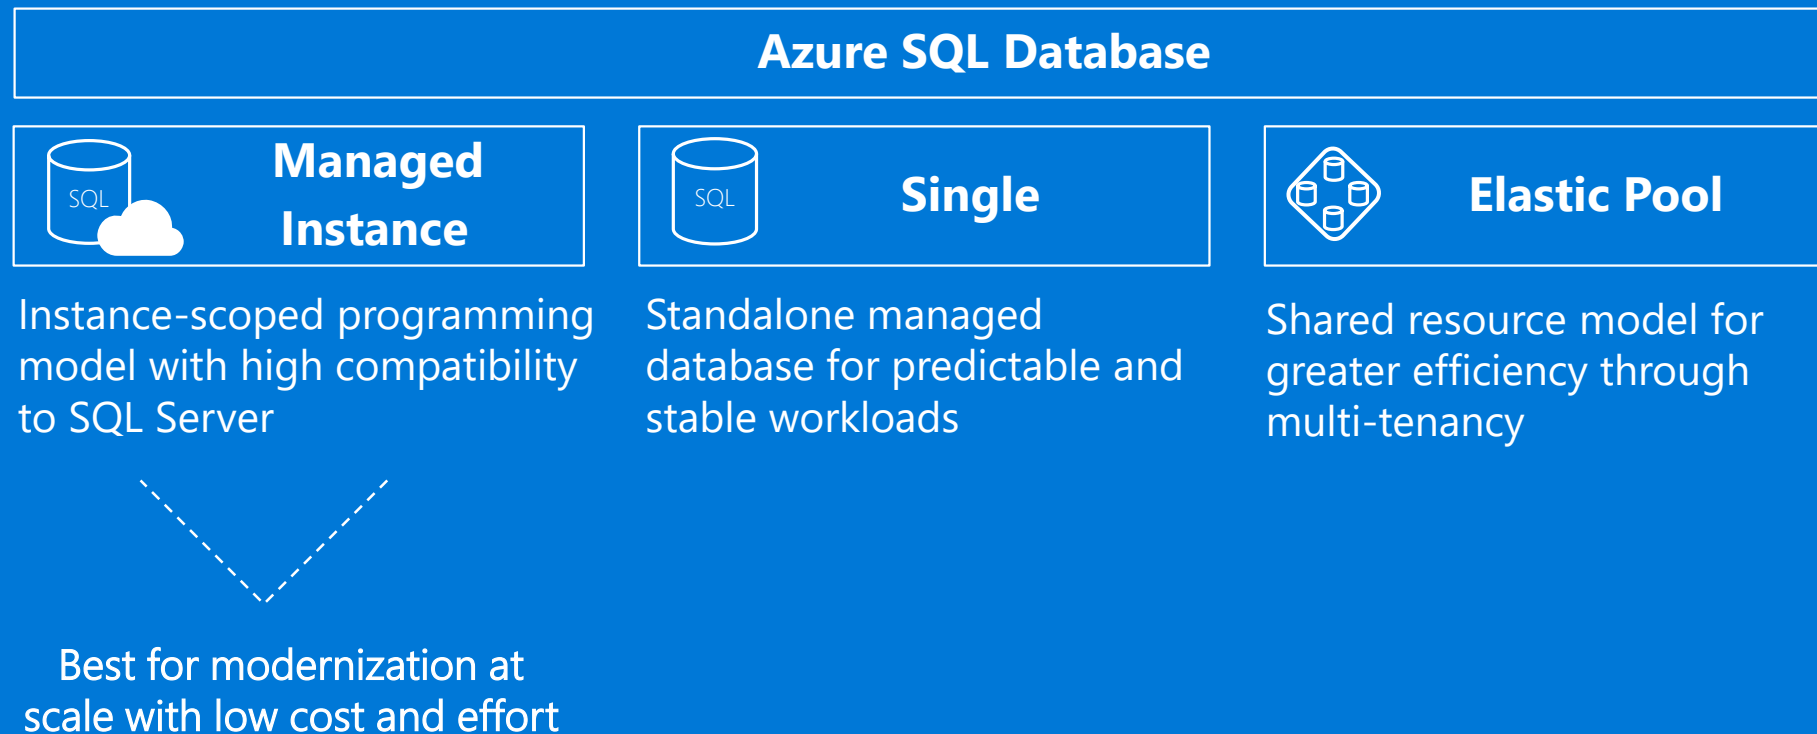 Azure SQL Database
SQL
Managed
Instance
SQL
Single
Elastic Pool
Instance-scoped programming
model with high compatibility
to SQL Server
Standalone managed
database for predictable and
stable workloads
Shared resource model for
greater efficiency through
multi-tenancy
Best for modernization at
scale with low cost and effort